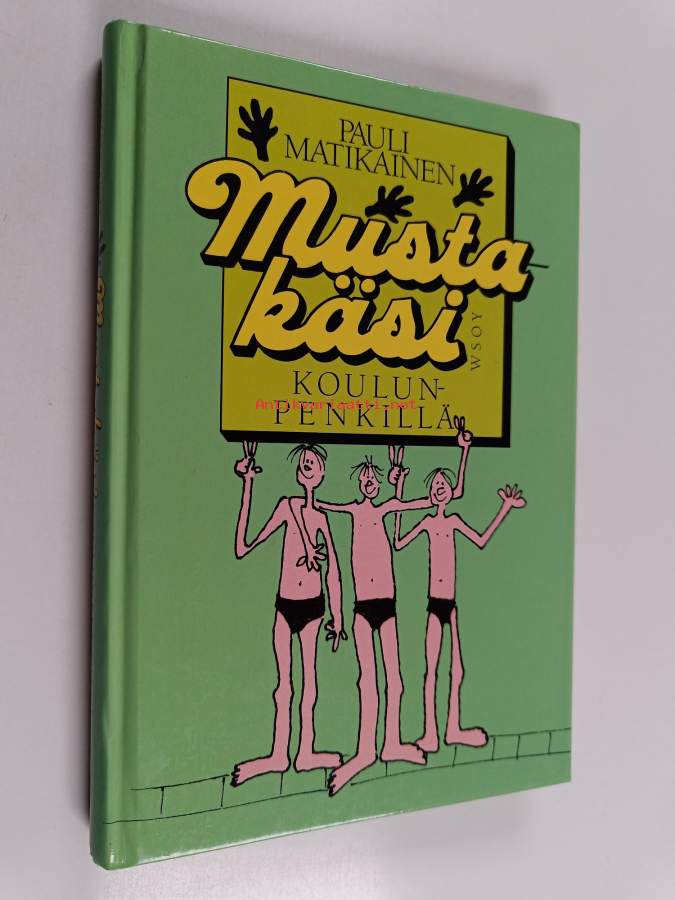 PAULI
MATIKAINEN
Musta-
käsi
WSOY
KOULUN-
Antikvariaatti.net
PENKILLÄ